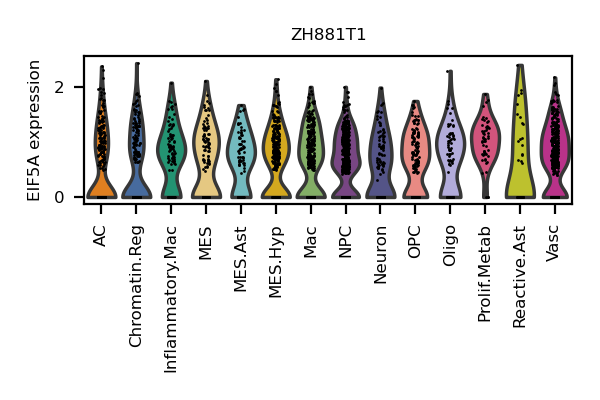 ZH881T1
EIF5A expression
2
0
AC
Chromatin.Reg
Inflammatory.Mac
MES
MES.Ast
MES.Hyp
Mac
NPC
Neuron
OPC
Oligo
Prolif.Metab
Reactive.Ast
Vasc